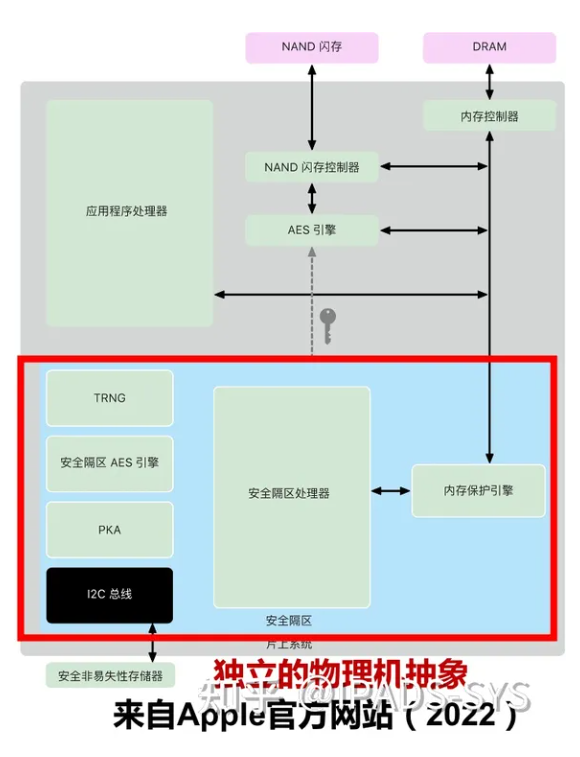 NAND 闪存
DRAM
内存控制器
NAND 闪存控制器
应用程序处理器
AES 引擎
TRNG
安全隔区 AES 引擎
安全隔区处理器
内存保护引擎
PKA
I2C 总线
安全隔区
片上系统
安全非易失性存储器
独立的物理机抽象
知乎 @IPADS-SYS
来自Apple官方网站（2022）